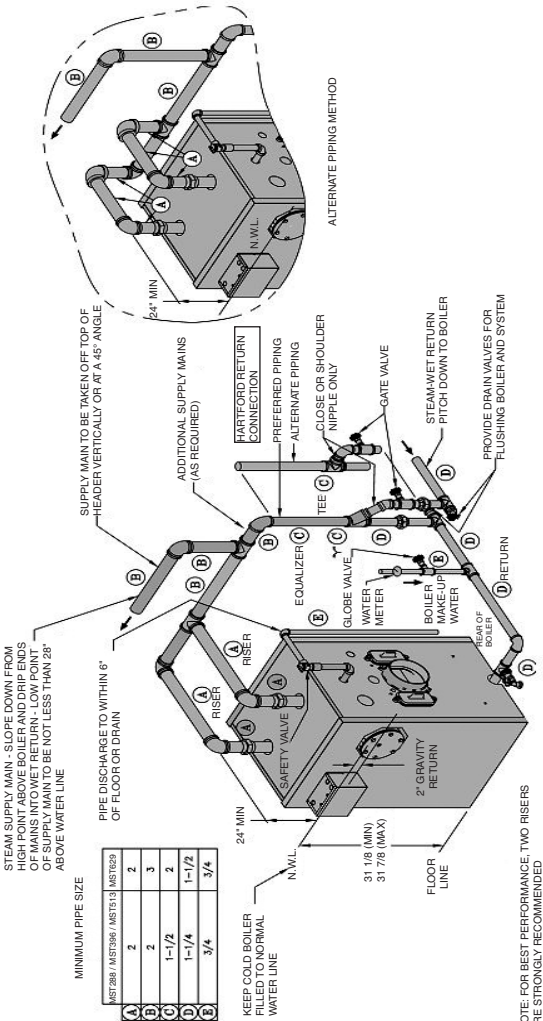 STEAM SUPPLY MAIN - SLOPE DOWN FROM
HIGH POINT ABOVE BOILER AND DRIP ENDS
OF MAINS INTO WET RETURN - LOW POINT
OF SUPPLY MAIN TO BE NOT LESS THAN 28"
ABOVE WATER LINE
SUPPLY MAIN TO BE TAKEN OFF TOP OF
HEADER VERTICALLY OR AT A 45° ANGLE
MINIMUM PIPE SIZE
MST288 / MST396 / MST513 MST629
A 2 2
B 2 3
C 1-1/2 2
D 1-1/4 1-1/2
E 3/4 3/4
PIPE DISCHARGE TO WITHIN 6"
OF FLOOR OR DRAIN
ADDITIONAL SUPPLY MAINS
(AS REQUIRED)
HARTFORD RETURN
CONNECTION
PREFERRED PIPING
ALTERNATE PIPING
CLOSE OR SHOULDER
NIPPLE ONLY
GATE VALVE
STEAM-WET RETURN
PITCH DOWN TO BOILER
PROVIDE DRAIN VALVES FOR
FLUSHING BOILER AND SYSTEM
B
B
B
B
A
RISER
A
RISER
A
A
EQUALIZER C
TEE C
C
D
D
D
D RETURN
D
E
E
GLOBE VALVE
WATER
METER
BOILER
MAKE-UP
WATER
REAR OF
BOILER
SAFETY VALVE
2" GRAVITY
RETURN
24" MIN
N.W.L.
31 1/8 (MIN)
31 7/8 (MAX)
FLOOR
LINE
KEEP COLD BOILER
FILLED TO NORMAL
WATER LINE
OTE: FOR BEST PERFORMANCE, TWO RISERS
RE STRONGLY RECOMMENDED
B
B
B
A
A
24" MIN
N.W.L.
ALTERNATE PIPING METHOD